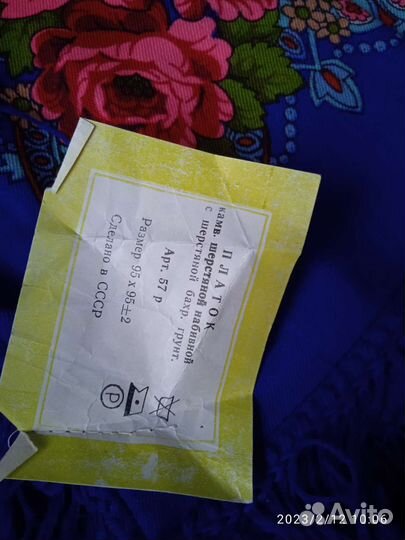 ПЛАТОК
камв. шерстяной набивной
с шерстяной бахр. грунт.
Арт. 57 р
Размер 95 х 95±2
Сделано в СССР
P
2023/2/12 10:06
Avito